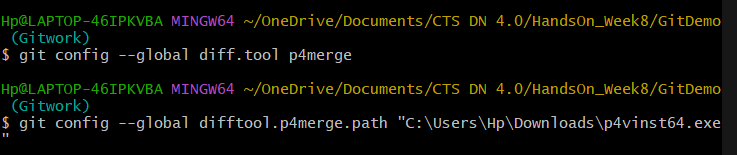 Hp@LAPTOP-46IPKVBA MINGW64 ~/OneDrive/Documents/CTS DN 4.0/HandsOn_Week8/GitDemo
(Gitwork)
$ git config --global diff.tool p4merge
Hp@LAPTOP-46IPKVBA MINGW64 ~/OneDrive/Documents/CTS DN 4.0/HandsOn_Week8/GitDemo
(Gitwork)
$ git config --global difftool.p4merge.path "C:\Users\Hp\Downloads\p4vinst64.exe
"